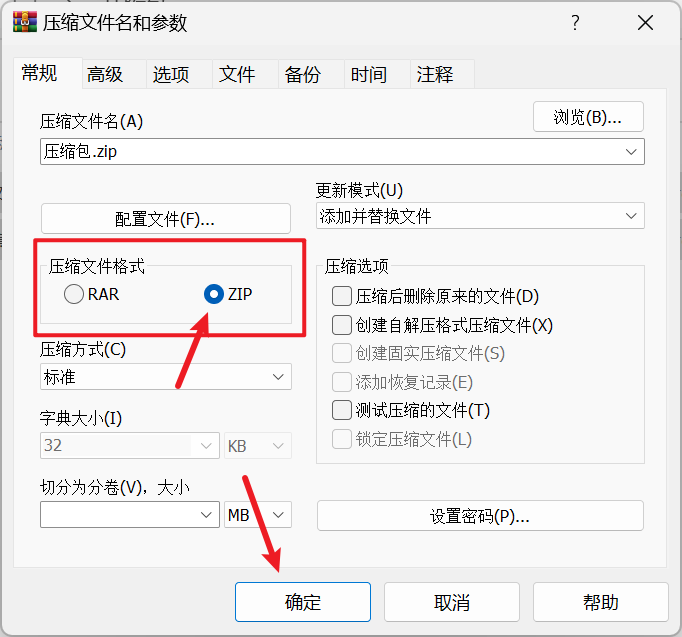 压缩文件名和参数
?
常规 高级 选项 文件 备份 时间 注释
压缩文件名(A)
浏览(B)...
压缩包.zip
更新模式(U)
配置文件(F)...
添加并替换文件
压缩文件格式
RAR ZIP
压缩选项
压缩后删除原来的文件(D)
创建自解压格式压缩文件(X)
创建固实压缩文件(S)
添加恢复记录(E)
测试压缩的文件(T)
锁定压缩文件(L)
压缩方式(C)
标准
字典大小(I)
32 KB
切分为分卷(V)，大小
MB
设置密码(P)...
确定 取消 帮助